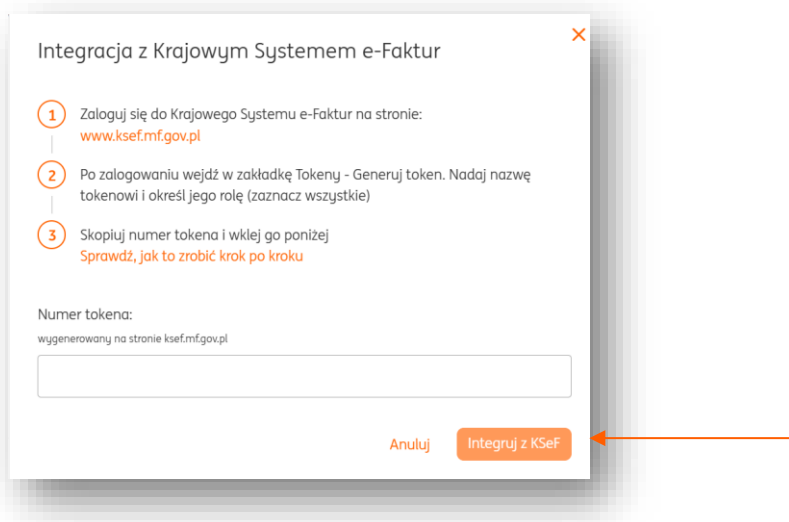 Integracja z Krajowym Systemem e-Faktur
1 Zaloguj się do Krajowego Systemu e-Faktur na stronie:
www.ksef.mf.gov.pl
2 Po zalogowaniu wejdź w zakładkę Tokeny - Generuj token. Nadaj nazwę
tokenowi i określ jego rolę (zaznacz wszystkie)
3 Skopiuj numer tokena i wklej go poniżej
Sprawdź, jak to zrobić krok po kroku
Numer tokena:
wygenerowany na stronie ksef.mf.gov.pl
Anuluj Integruj z KSeF